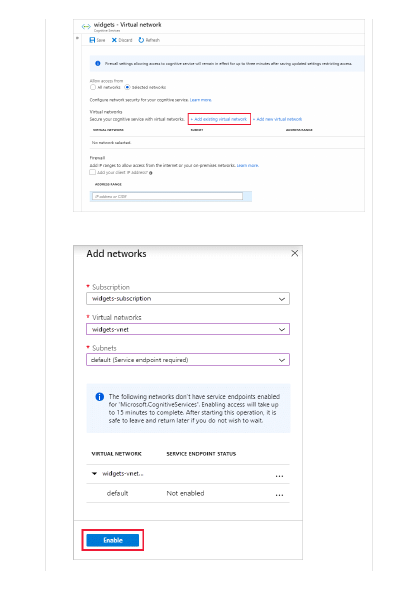 widgets - Virtual network
Cognitive Services
Save Discard Refresh
Firewall settings allowing access to cognitive service will remain in effect for up to three minutes after saving updated settings restricting access.
Allow access from
All networks Selected networks
Configure network security for your cognitive service. Learn more.
Virtual networks
Secure your cognitive service with virtual networks. + Add existing virtual network + Add new virtual network
VIRTUAL NETWORK SUBNET ADDRESS RANGE
No network selected.
Firewall
Add IP ranges to allow access from the internet or your on-premises networks. Learn more.
Add your client IP address?
ADDRESS RANGE
IP address or CIDR
Add networks
* Subscription
widgets-subscription
* Virtual networks
widgets-vnet
* Subnets
default (Service endpoint required)
The following networks don't have service endpoints enabled
for 'Microsoft.CognitiveServices'. Enabling access will take up
to 15 minutes to complete. After starting this operation, it is
safe to leave and return later if you do not wish to wait.
VIRTUAL NETWORK SERVICE ENDPOINT STATUS
widgets-vnet... ...
default Not enabled ...
Enable